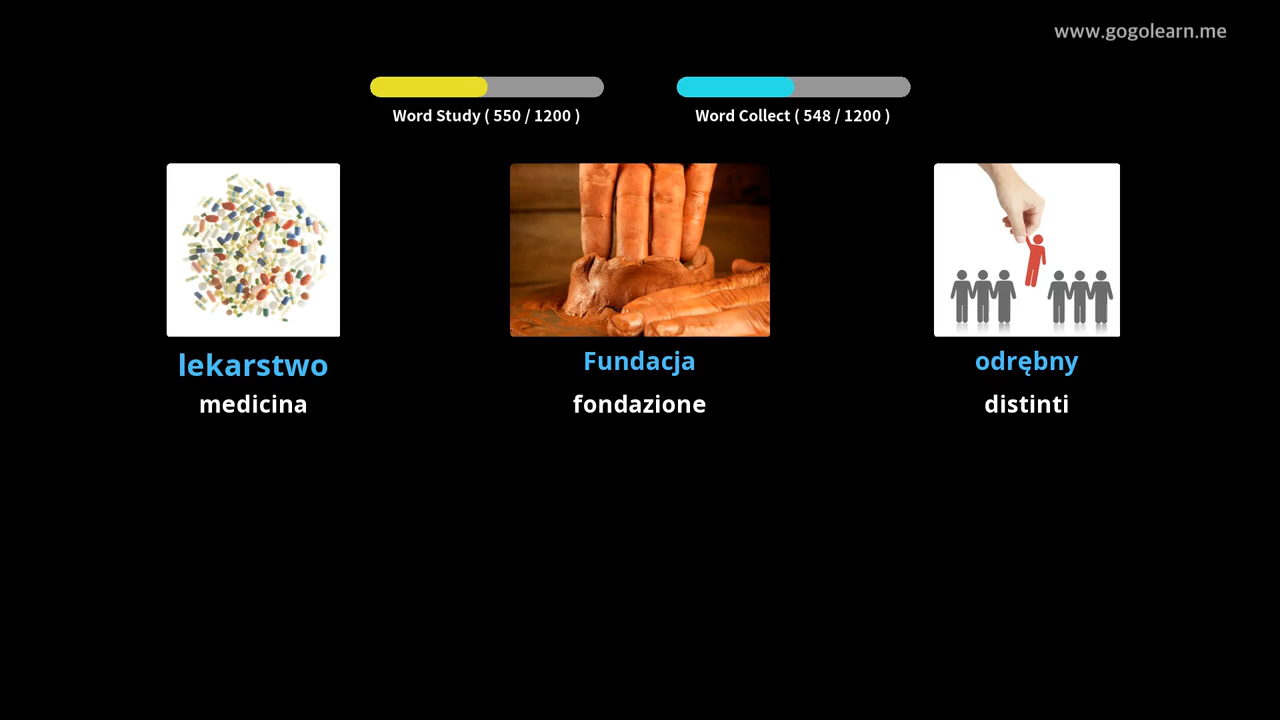 www.gogolearn.me
Word Study ( 550 / 1200 )
Word Collect ( 548 / 1200 )
lekarstwo
medicina
Fundacja
fondazione
odrębny
distinti